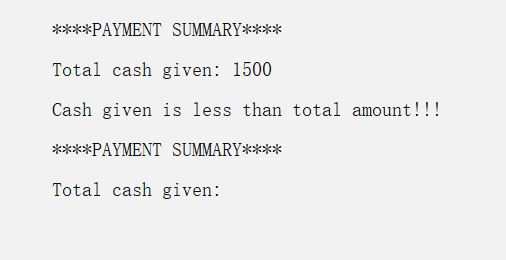 ****PAYMENT SUMMARY****
Total cash given: 1500
Cash given is less than total amount!!!
****PAYMENT SUMMARY****
Total cash given: